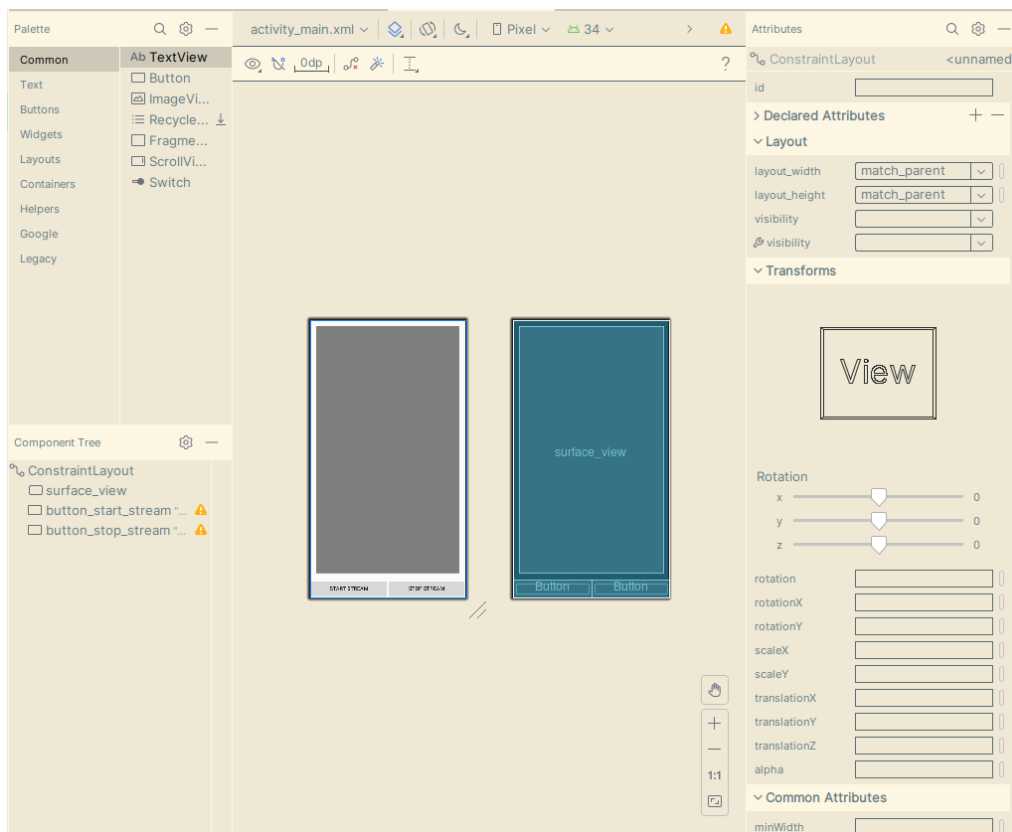 Palette
Common
Text
Buttons
Widgets
Layouts
Containers
Helpers
Google
Legacy
Ab TextView
Button
ImageVi...
Recycle...
Fragme...
ScrollVi...
Switch
Component Tree
ConstraintLayout
surface_view
button_start_stream "...
button_stop_stream "...
activity_main.xml
Pixel
34
0dp
?
START STREAM
STOP STREAM
surface_view
Button
Button
1:1
Attributes
ConstraintLayout <unnamed
id
Declared Attributes
Layout
layout_width match_parent
layout_height match_parent
visibility
visibility
Transforms
View
Rotation
x 0
y 0
z 0
rotation
rotationX
rotationY
scaleX
scaleY
translationX
translationY
translationZ
alpha
Common Attributes
minWidth